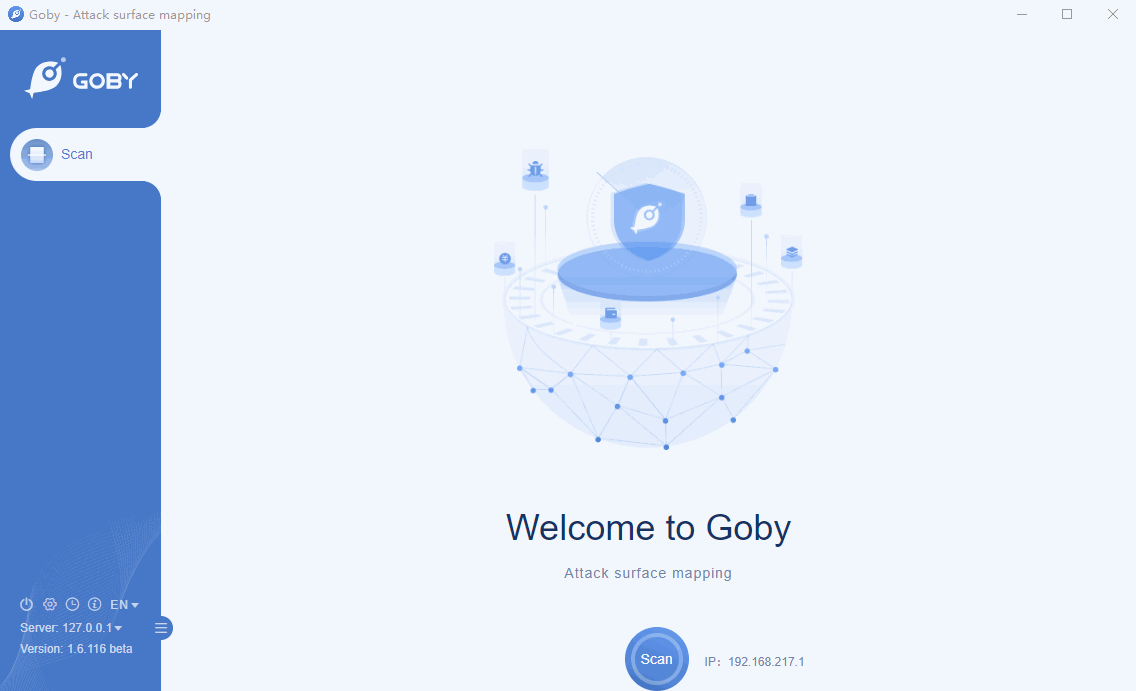 Goby - Attack surface mapping
GOBY
Scan
Welcome to Goby
Attack surface mapping
EN
Server: 127.0.0.1
Version: 1.6.116 beta
Scan
IP： 192.168.217.1